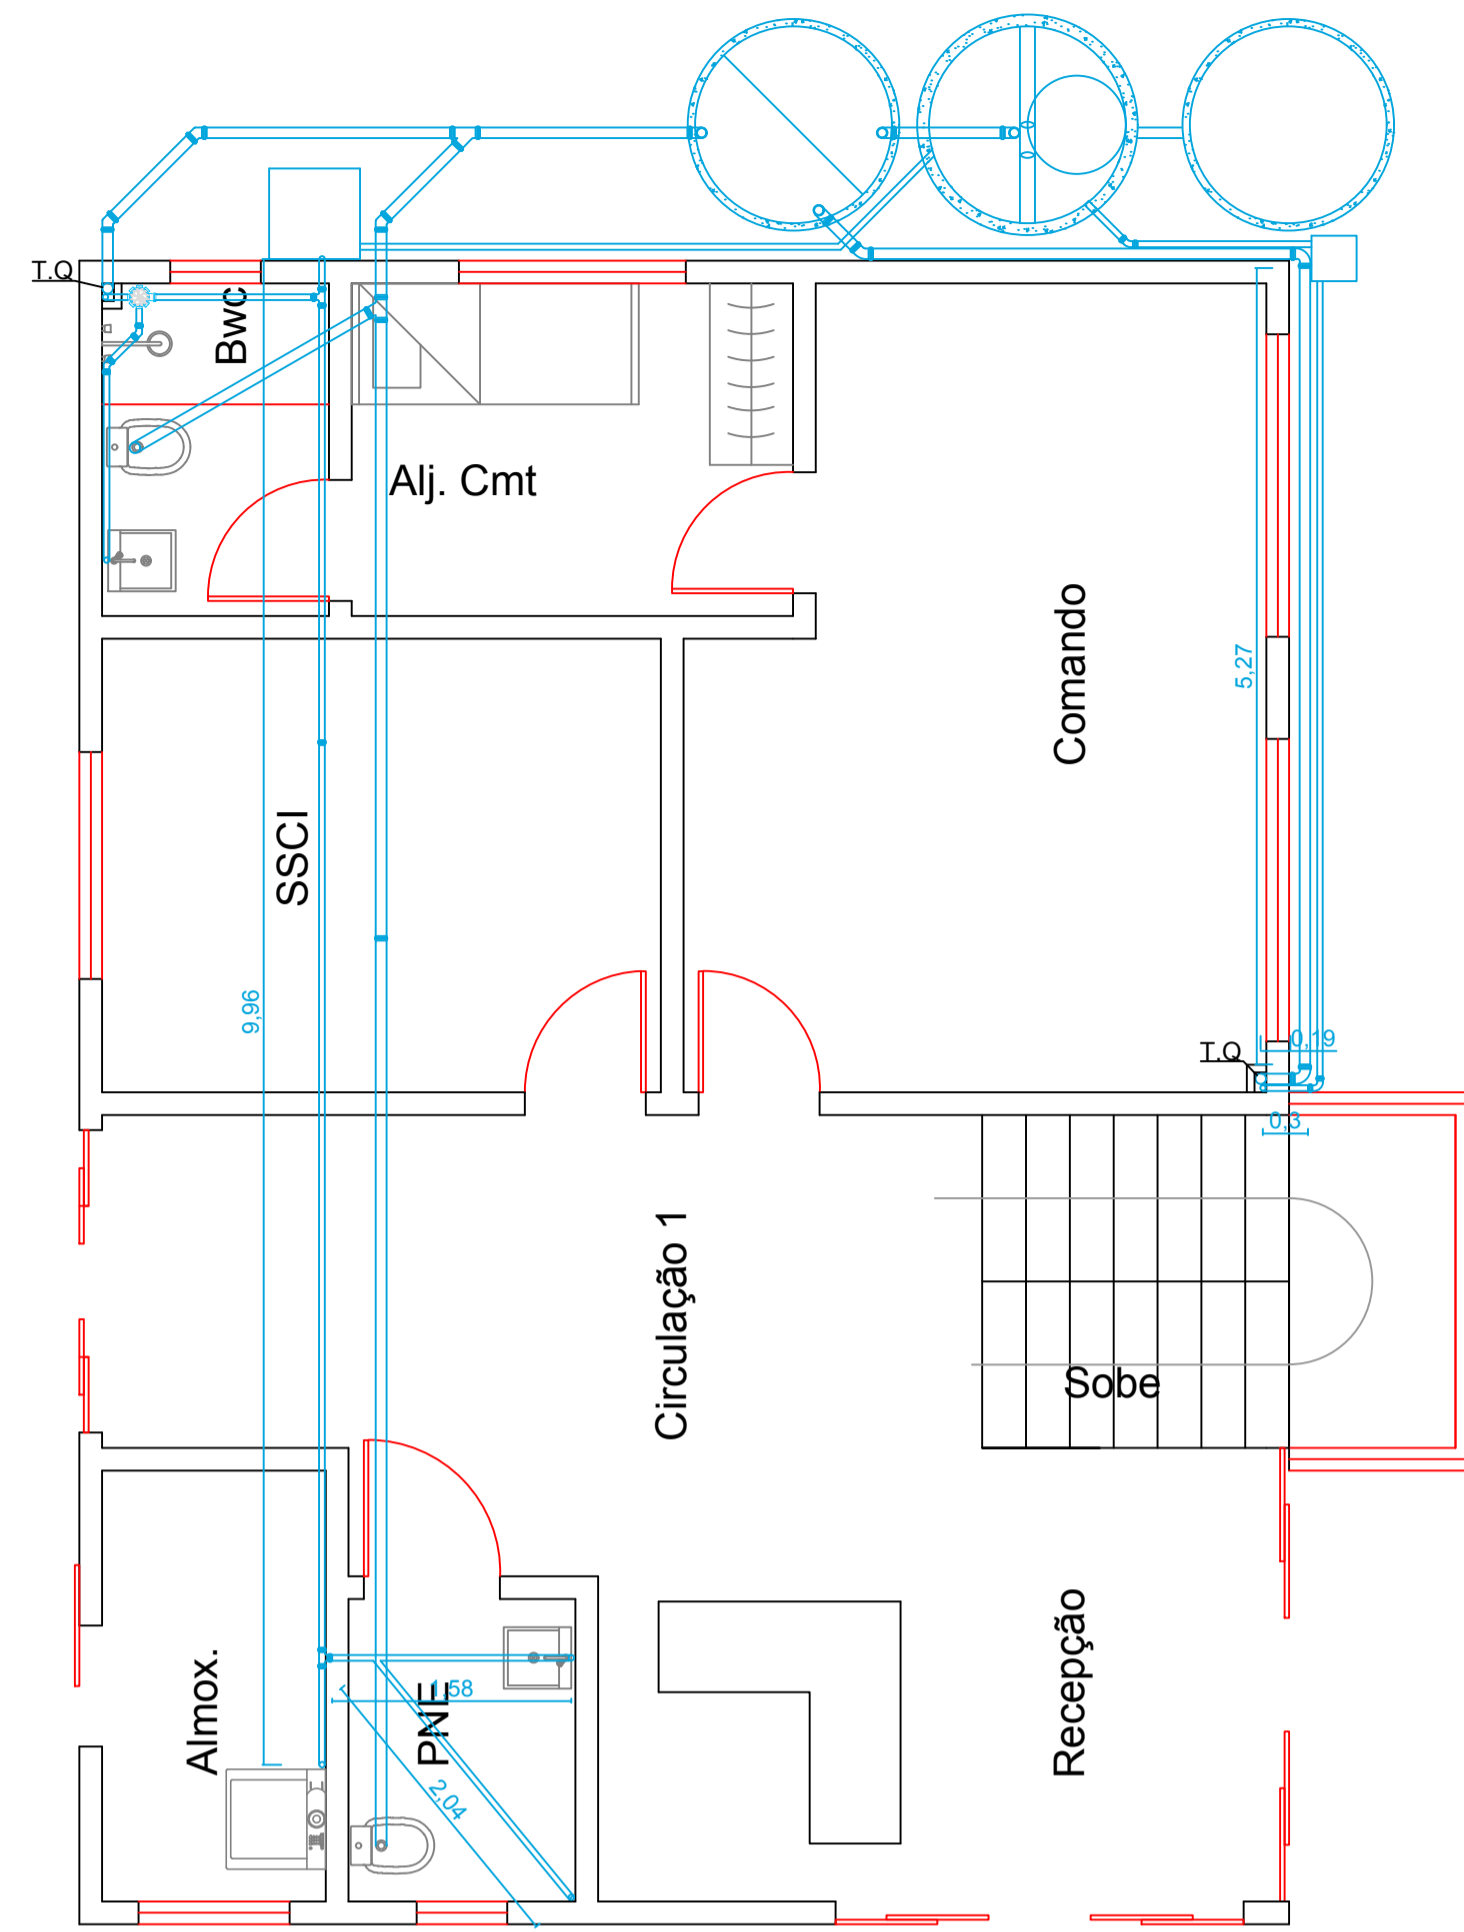 T.Q
Bwc
Alj. Cmt
Comando
5,27
SSCI
9,96
0,19
T.Q
0,3
Circulação 1
Sobe
Almox.
PNE
1,58
2,04
Recepção